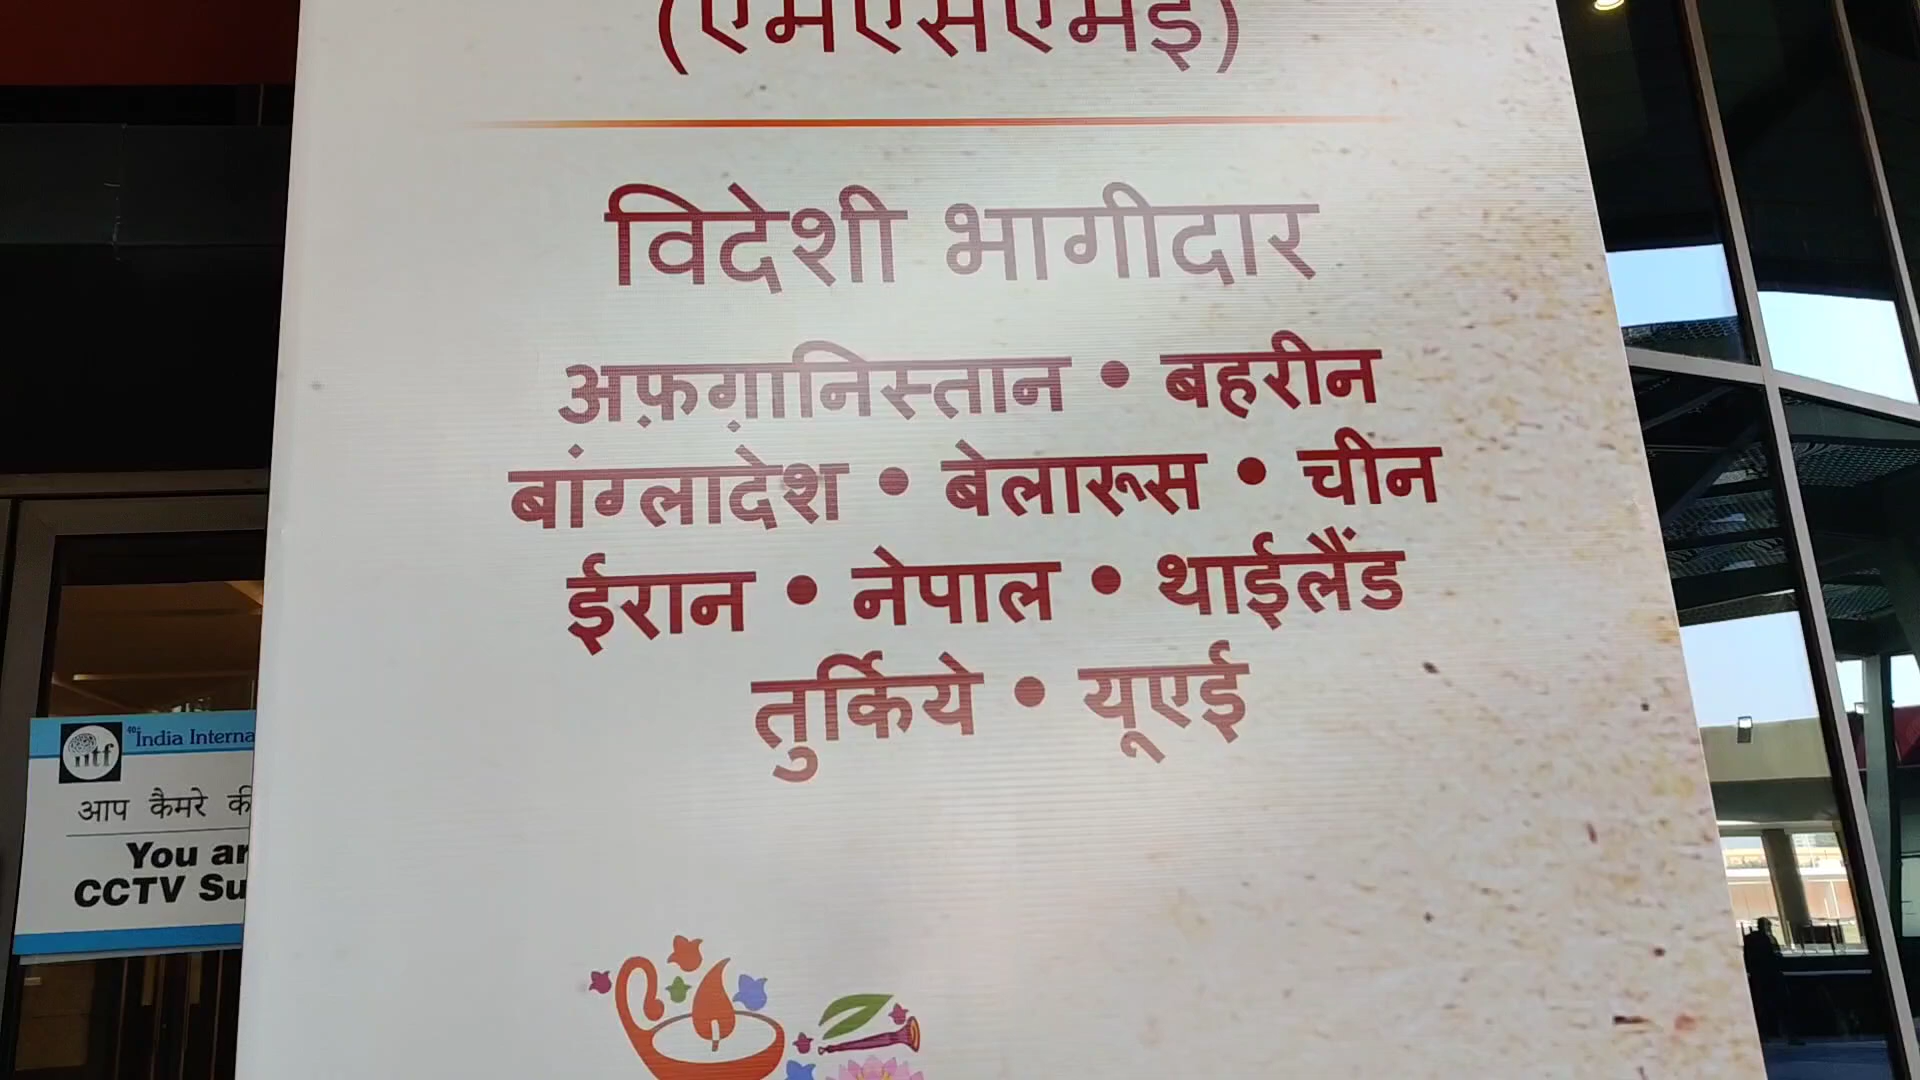 (एमएसएमई)
विदेशी भागीदार
अफ़ग़ानिस्तान • बहरीन
बांग्लादेश • बेलारूस • चीन
ईरान • नेपाल • थाईलैंड
तुर्किये • यूएई
iitf
India Interna
आप कैमरे की
You ar
CCTV Su